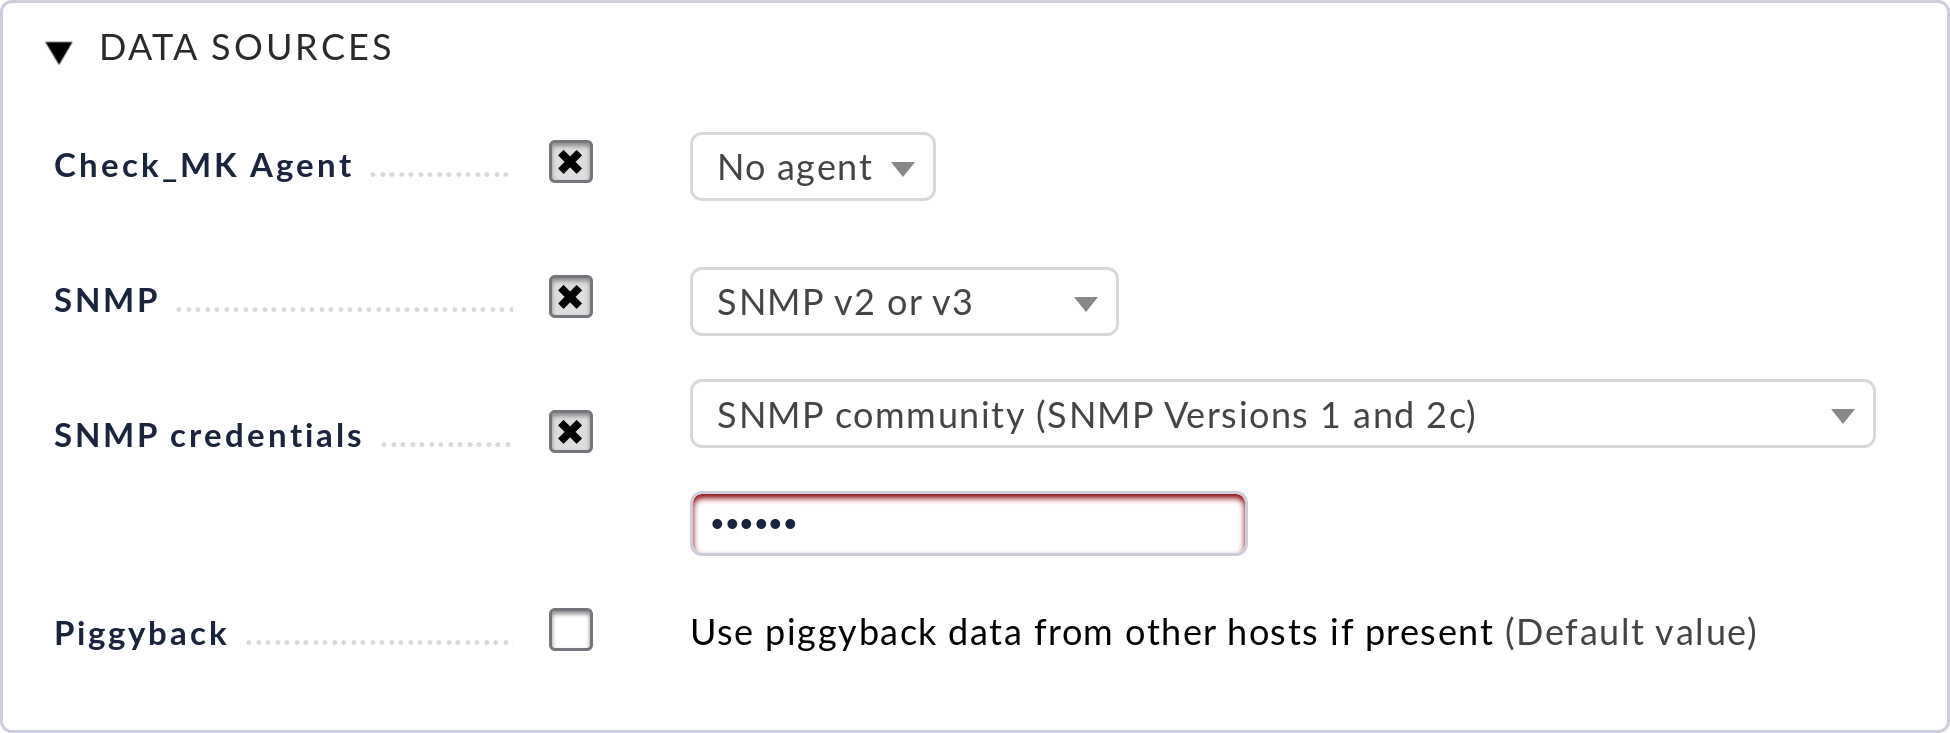 DATA SOURCES
Check_MK Agent No agent
SNMP SNMP v2 or v3
SNMP credentials SNMP community (SNMP Versions 1 and 2c)
••••••
Piggyback Use piggyback data from other hosts if present (Default value)